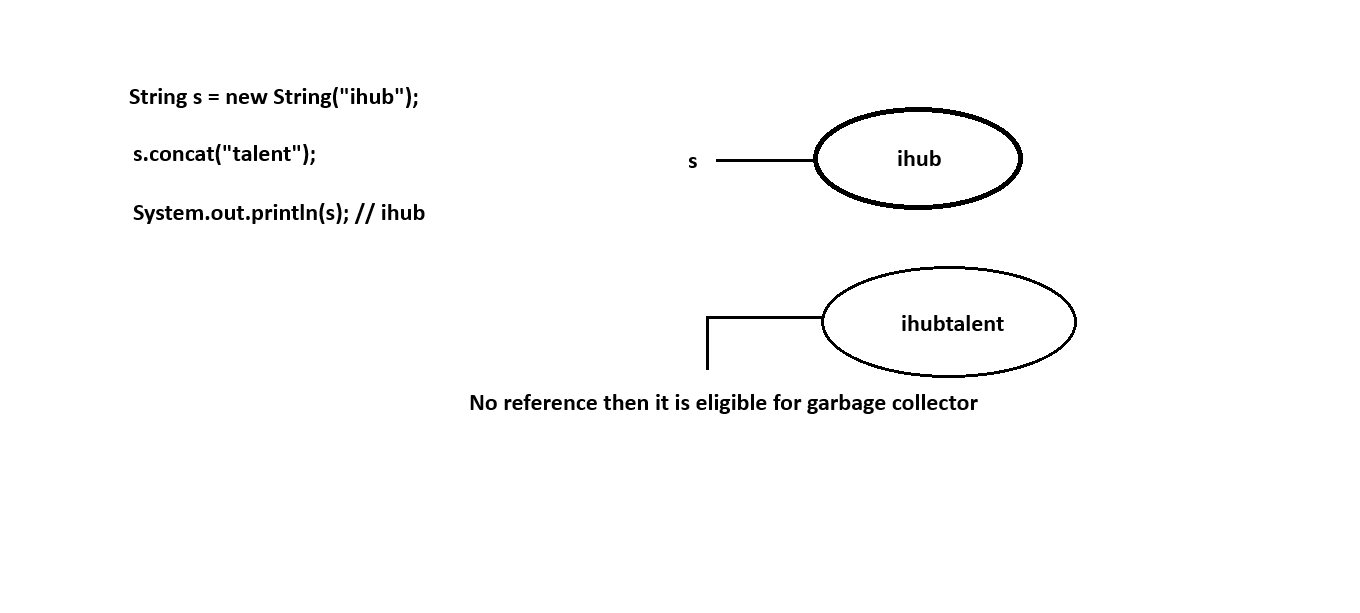 String s = new String("ihub");
s.concat("talent");
System.out.println(s); // ihub
s
ihub
ihubtalent
No reference then it is eligible for garbage collector